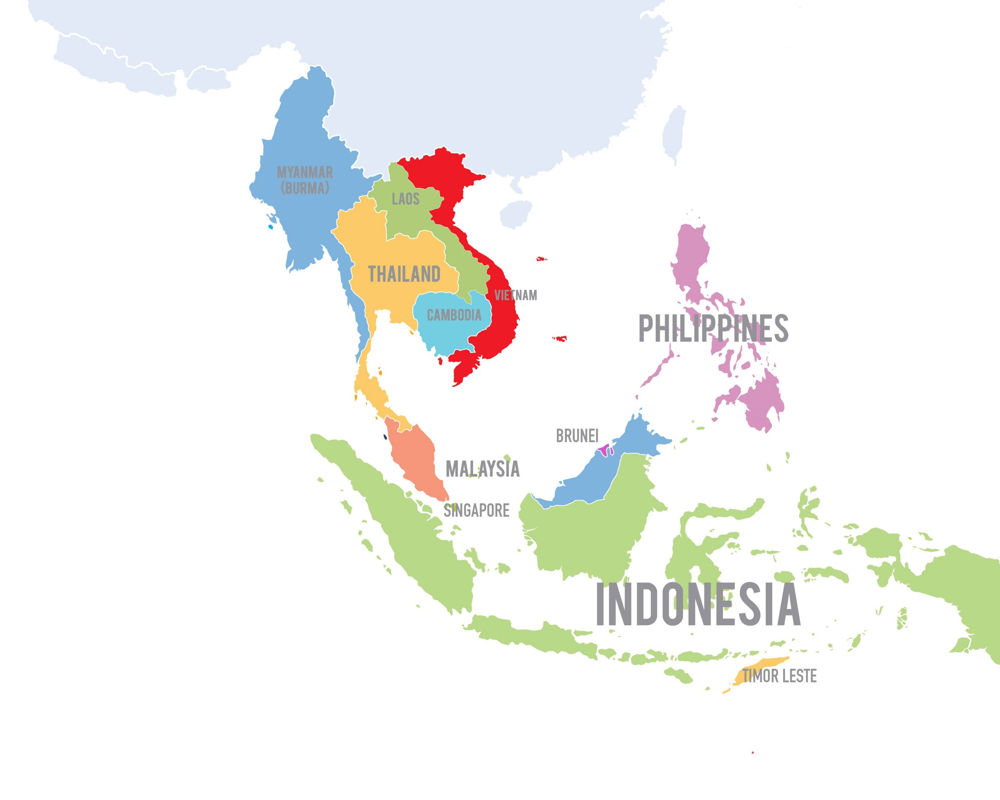 MYANMAR
(BURMA)
LAOS
THAILAND
VIETNAM
CAMBODIA
PHILIPPINES
BRUNEI
MALAYSIA
SINGAPORE
INDONESIA
TIMOR LESTE